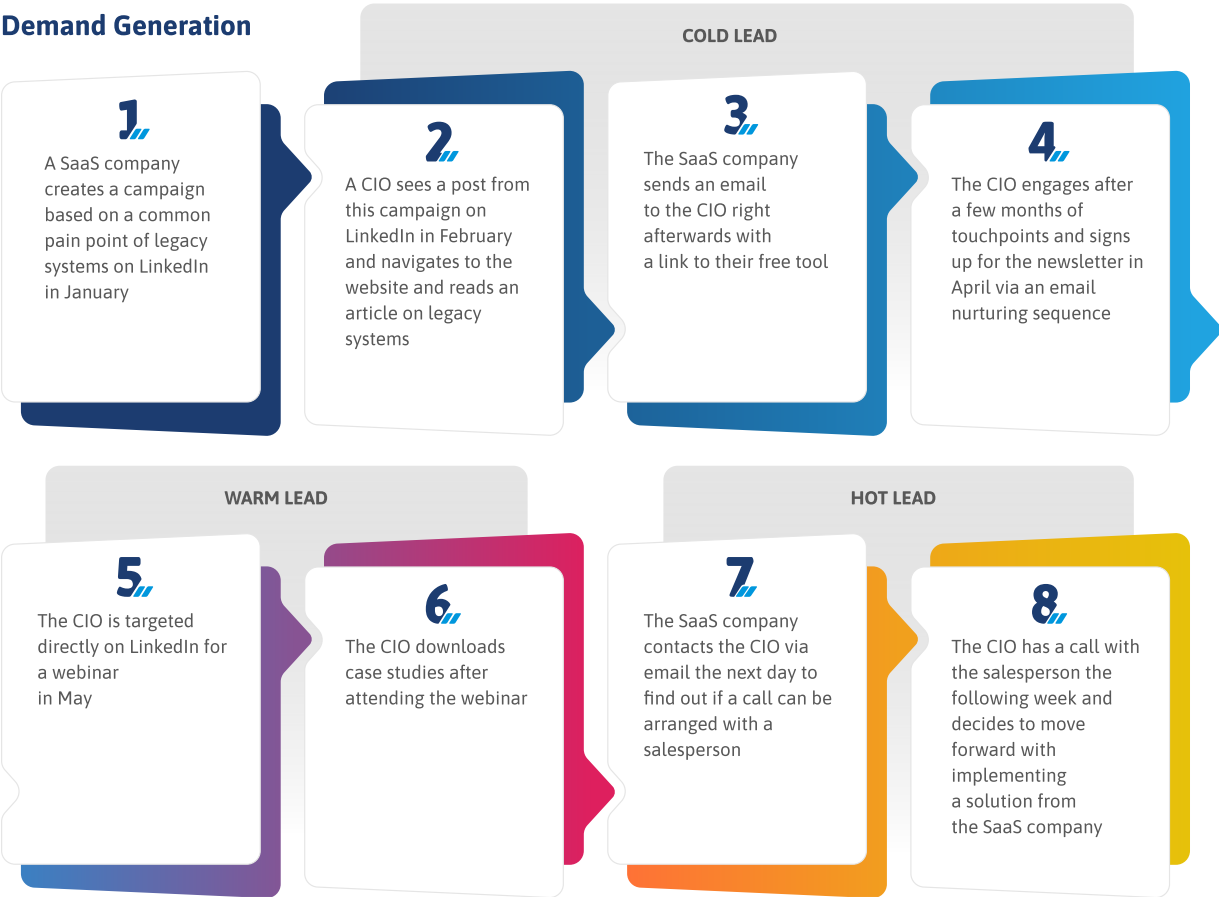 Demand Generation
COLD LEAD
1
A SaaS company
creates a campaign
based on a common
pain point of legacy
systems on LinkedIn
in January
2
A CIO sees a post from
this campaign on
LinkedIn in February
and navigates to the
website and reads an
article on legacy
systems
3
The SaaS company
sends an email
to the CIO right
afterwards with
a link to their free tool
4
The CIO engages after
a few months of
touchpoints and signs
up for the newsletter in
April via an email
nurturing sequence
WARM LEAD
5
The CIO is targeted
directly on LinkedIn for
a webinar
in May
6
The CIO downloads
case studies after
attending the webinar
HOT LEAD
7
The SaaS company
contacts the CIO via
email the next day to
find out if a call can be
arranged with a
salesperson
8
The CIO has a call with
the salesperson the
following week and
decides to move
forward with
implementing
a solution from
the SaaS company